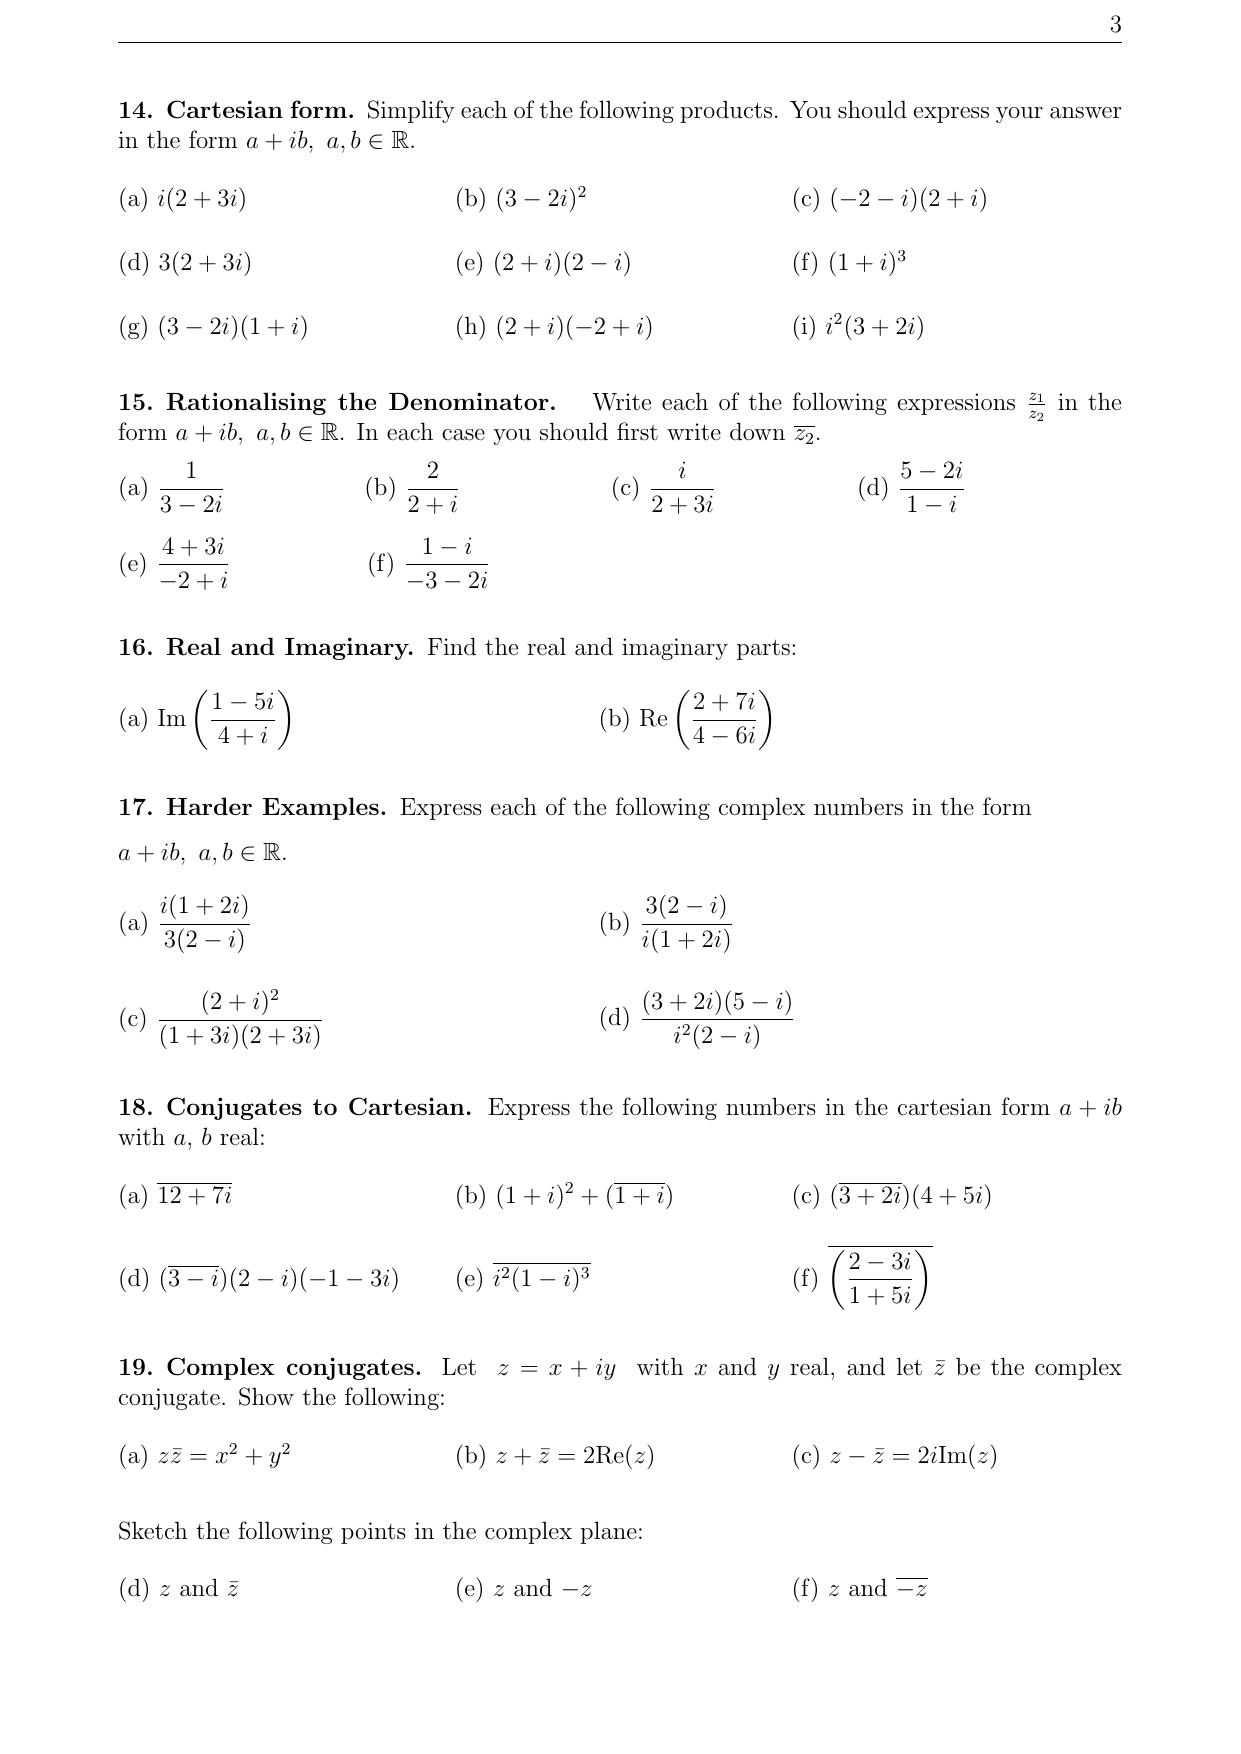 3
14. Cartesian form. Simplify each of the following products. You should express your answer
in the form a + ib, a, b ∈ ℝ.
(a) i(2 + 3i) (b) (3 − 2i)² (c) (−2 − i)(2 + i)
(d) 3(2 + 3i) (e) (2 + i)(2 − i) (f) (1 + i)³
(g) (3 − 2i)(1 + i) (h) (2 + i)(−2 + i) (i) i²(3 + 2i)
15. Rationalising the Denominator. Write each of the following expressions $\frac{z_1}{z_2}$ in the
form a + ib, a, b ∈ ℝ. In each case you should first write down $\overline{z_2}$.
(a) $\frac{1}{3-2i}$ (b) $\frac{2}{2+i}$ (c) $\frac{i}{2+3i}$ (d) $\frac{5-2i}{1-i}$
(e) $\frac{4+3i}{-2+i}$ (f) $\frac{1-i}{-3-2i}$
16. Real and Imaginary. Find the real and imaginary parts:
(a) Im $\left(\frac{1-5i}{4+i}\right)$ (b) Re $\left(\frac{2+7i}{4-6i}\right)$
17. Harder Examples. Express each of the following complex numbers in the form
a + ib, a, b ∈ ℝ.
(a) $\frac{i(1+2i)}{3(2-i)}$ (b) $\frac{3(2-i)}{i(1+2i)}$
(c) $\frac{(2+i)^2}{(1+3i)(2+3i)}$ (d) $\frac{(3+2i)(5-i)}{i^2(2-i)}$
18. Conjugates to Cartesian. Express the following numbers in the cartesian form a + ib
with a, b real:
(a) $\overline{12+7i}$ (b) $(1+i)^2+(\overline{1+i})$ (c) $(\overline{3+2i})(4+5i)$
(d) $(\overline{3-i})(2-i)(-1-3i)$ (e) $\overline{i^2(1-i)^3}$ (f) $\overline{\left(\frac{2-3i}{1+5i}\right)}$
19. Complex conjugates. Let z = x + iy with x and y real, and let $\bar{z}$ be the complex
conjugate. Show the following:
(a) $z\bar{z} = x^2 + y^2$ (b) $z + \bar{z} = 2\text{Re}(z)$ (c) $z - \bar{z} = 2i\text{Im}(z)$
Sketch the following points in the complex plane:
(d) z and $\bar{z}$ (e) z and −z (f) z and $\overline{-z}$